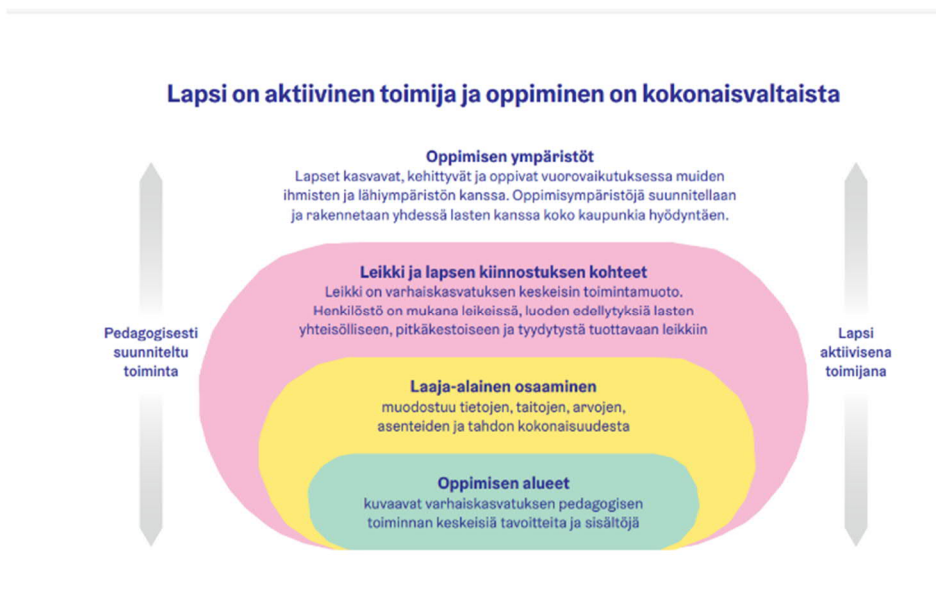 Lapsi on aktiivinen toimija ja oppiminen on kokonaisvaltaista
Oppimisen ympäristöt
Lapset kasvavat, kehittyvät ja oppivat vuorovaikutuksessa muiden
ihmisten ja lähiympäristön kanssa. Oppimisympäristöjä suunnitellaan
ja rakennetaan yhdessä lasten kanssa koko kaupunkia hyödyntäen.
Leikki ja lapsen kiinnostuksen kohteet
Leikki on varhaiskasvatuksen keskeisin toimintamuoto.
Henkilöstö on mukana leikeissä, luoden edellytyksiä lasten
yhteisölliseen, pitkäkestoiseen ja tyydytystä tuottavaan leikkiin
Pedagogisesti
suunniteltu
toiminta
Lapsi
aktiivisena
toimijana
Laaja-alainen osaaminen
muodostuu tietojen, taitojen, arvojen,
asenteiden ja tahdon kokonaisuudesta
Oppimisen alueet
kuvaavat varhaiskasvatuksen pedagogisen
toiminnan keskeisiä tavoitteita ja sisältöjä